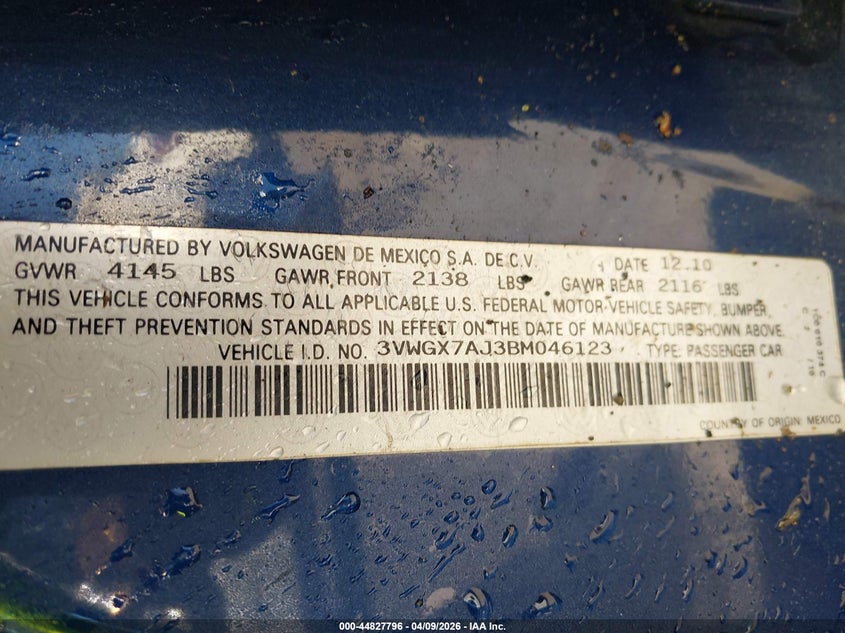 MANUFACTURED BY VOLKSWAGEN DE MEXICO S.A. DE C.V. DATE 12.10
GVWR 4145 LBS GAWR FRONT 2138 LBS GAWR REAR 2116 LBS
THIS VEHICLE CONFORMS TO ALL APPLICABLE U.S. FEDERAL MOTOR VEHICLE SAFETY, BUMPER,
AND THEFT PREVENTION STANDARDS IN EFFECT ON THE DATE OF MANUFACTURE SHOWN ABOVE.
VEHICLE I.D. NO. 3VWGX7AJ3BM046123 TYPE: PASSENGER CAR
COUNTRY OF ORIGIN: MEXICO
000-44827796 - 04/09/2026 - IAA Inc.